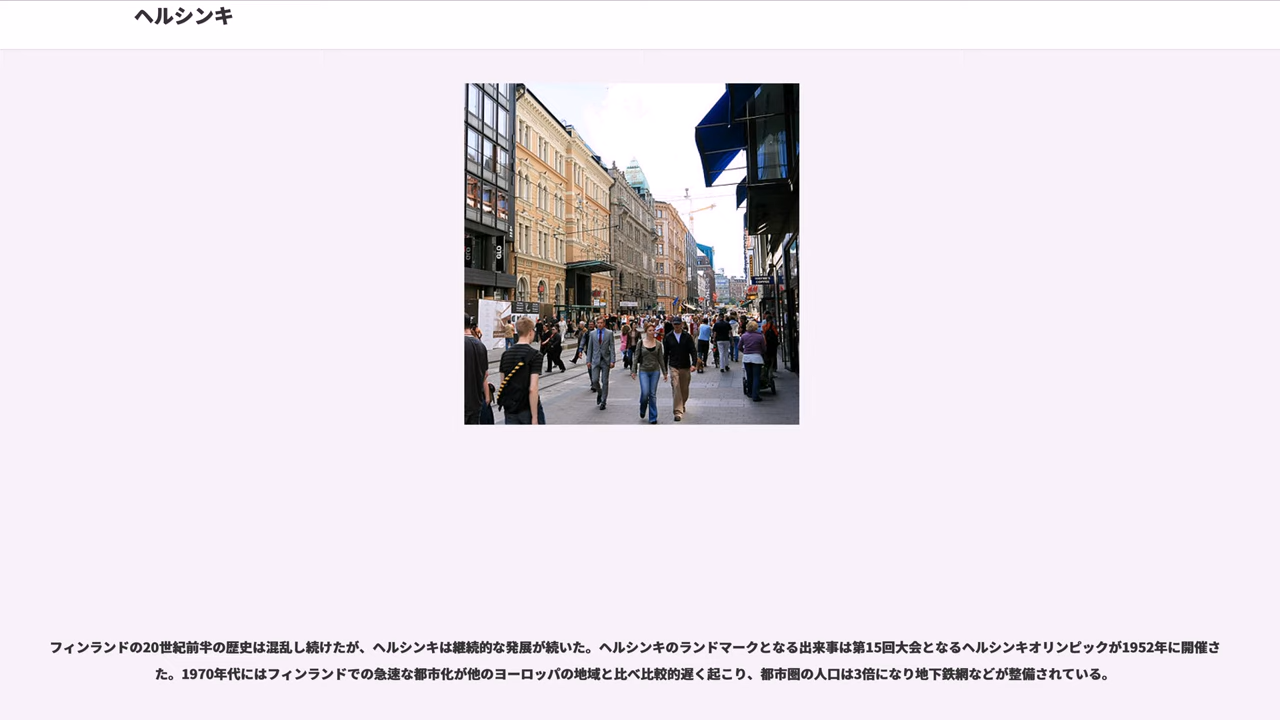 ヘルシンキ
GLO
フィンランドの20世紀前半の歴史は混乱し続けたが、ヘルシンキは継続的な発展が続いた。ヘルシンキのランドマークとなる出来事は第15回大会となるヘルシンキオリンピックが1952年に開催さ
た。1970年代にはフィンランドでの急速な都市化が他のヨーロッパの地域と比べ比較的遅く起こり、都市圏の人口は3倍になり地下鉄網などが整備されている。